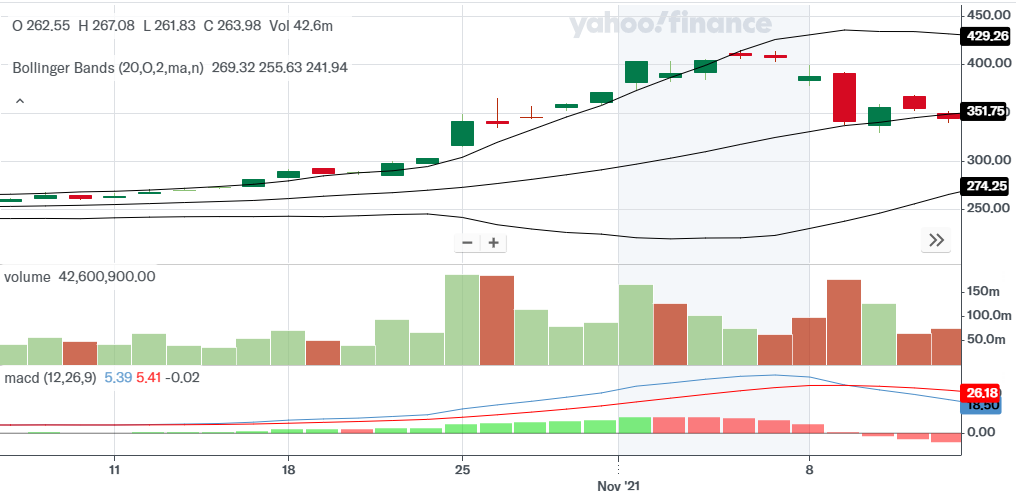 O 262.55 H 267.08 L 261.83 C 263.98 Vol 42.6m
yahoo!finance
Bollinger Bands (20,O,2,ma,n) 269.32 255.63 241.94
450.00
429.26
400.00
351.75
300.00
274.25
250.00
volume 42,600,900.00
150m
100.0m
50.0m
macd (12,26,9) 5.39 5.41 -0.02
26.18
18.50
0.00
11 18 25 8
Nov '21